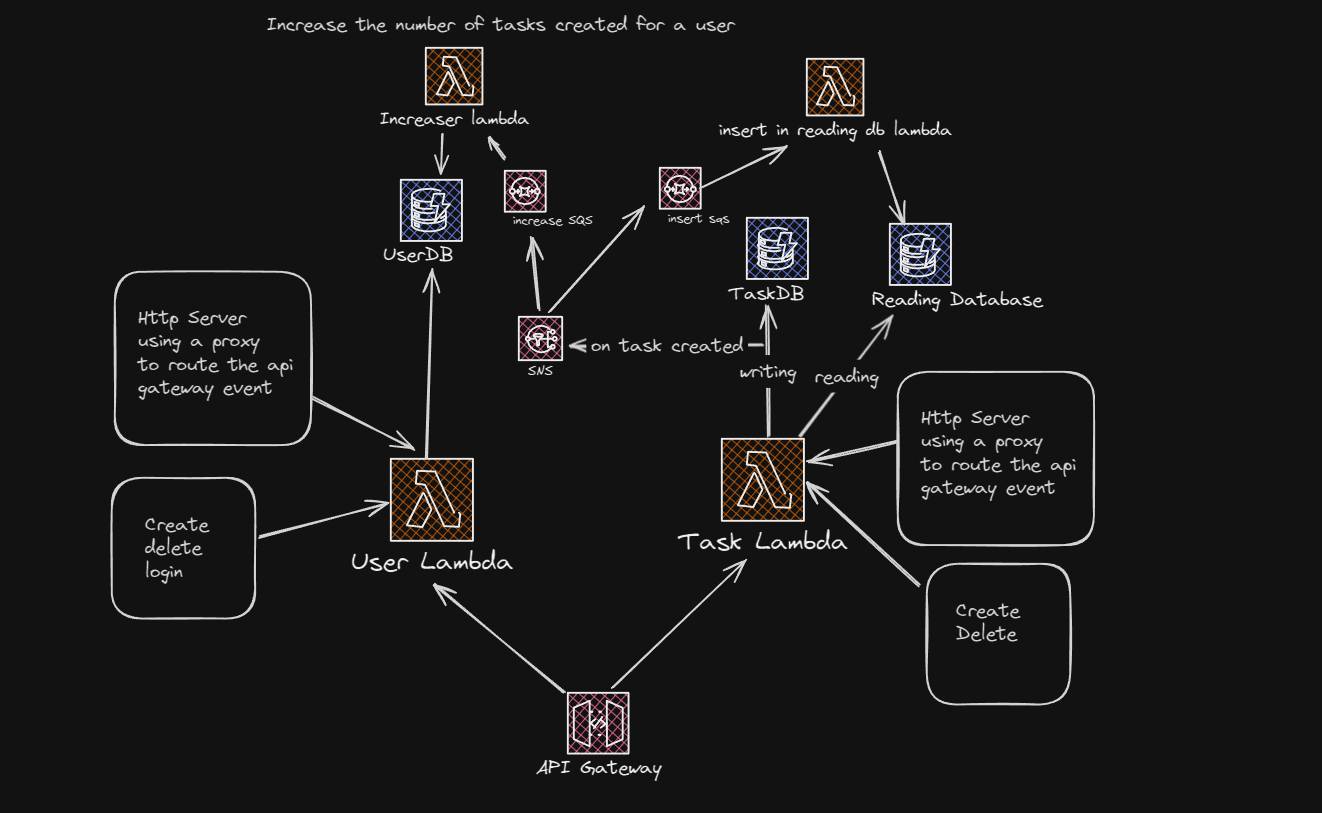 Increase the number of tasks created for a user
Increaser lambda
insert in reading db lambda
increase SQS
insert sqs
UserDB
TaskDB
Reading Database
Http Server
using a proxy
to route the api
gateway event
SNS
on task created
writing
reading
Http Server
using a proxy
to route the api
gateway event
Create
delete
login
User Lambda
Task Lambda
Create
Delete
API Gateway